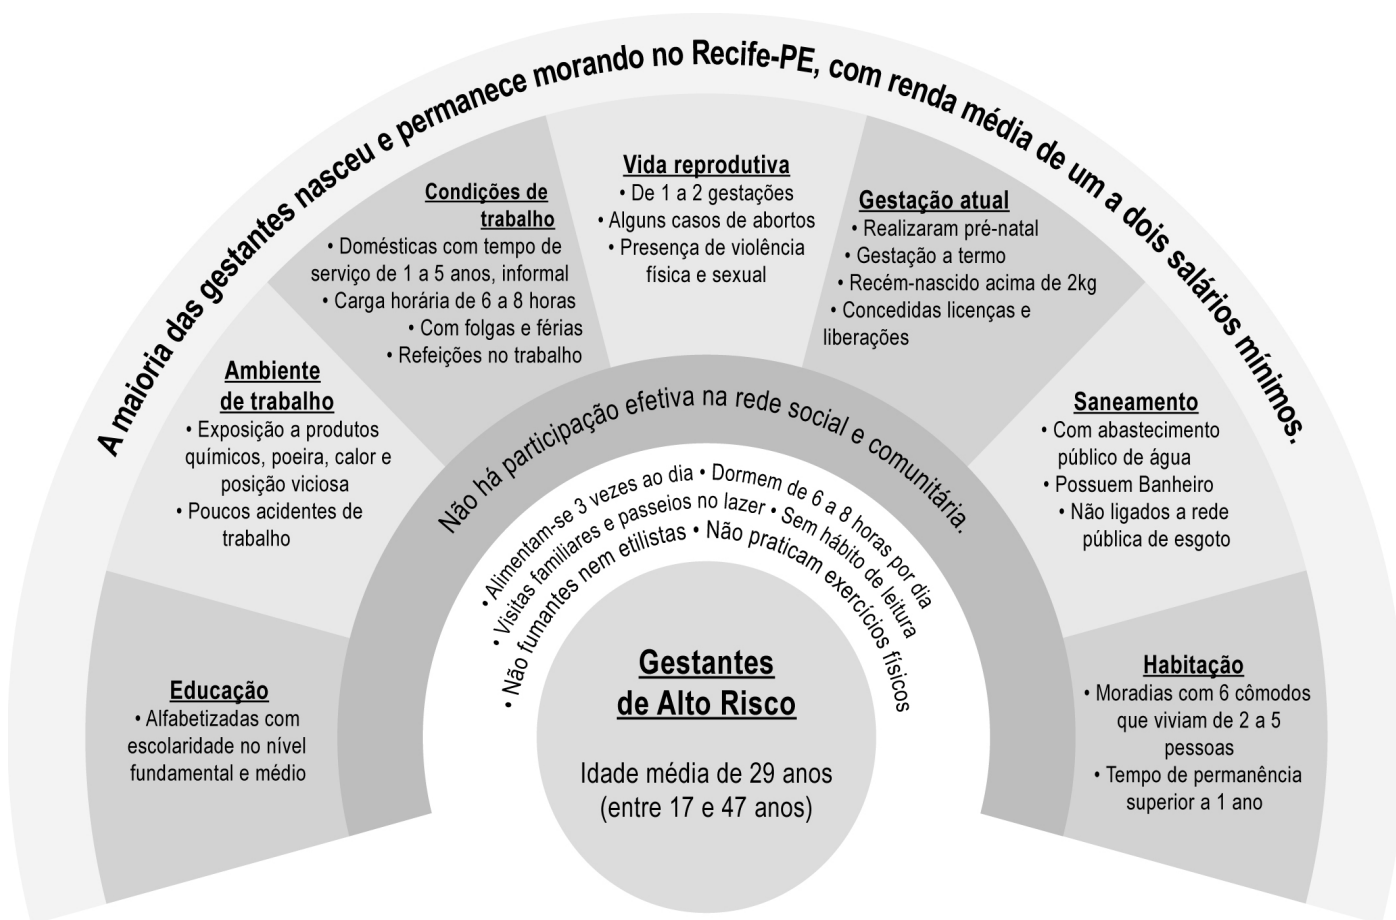 A maioria das gestantes nasceu e permanece morando no Recife-PE, com renda média de um a dois salários mínimos.
Educação
• Alfabetizadas com
escolaridade no nível
fundamental e médio
Ambiente
de trabalho
• Exposição a produtos
químicos, poeira, calor e
posição viciosa
• Poucos acidentes de
trabalho
Condições de
trabalho
• Domésticas com tempo de
serviço de 1 a 5 anos, informal
• Carga horária de 6 a 8 horas
• Com folgas e férias
• Refeições no trabalho
Vida reprodutiva
• De 1 a 2 gestações
• Alguns casos de abortos
• Presença de violência
física e sexual
Gestação atual
• Realizaram pré-natal
• Gestação a termo
• Recém-nascido acima de 2kg
• Concedidas licenças e
liberações
Saneamento
• Com abastecimento
público de água
• Possuem Banheiro
• Não ligados a rede
pública de esgoto
Habitação
• Moradias com 6 cômodos
que viviam de 2 a 5
pessoas
• Tempo de permanência
superior a 1 ano
Não há participação efetiva na rede social e comunitária.
• Alimentam-se 3 vezes ao dia • Dormem de 6 a 8 horas por dia
• Visitas familiares e passeios no lazer • Sem hábito de leitura
• Não fumantes nem etilistas • Não praticam exercícios físicos
Gestantes
de Alto Risco
Idade média de 29 anos
(entre 17 e 47 anos)